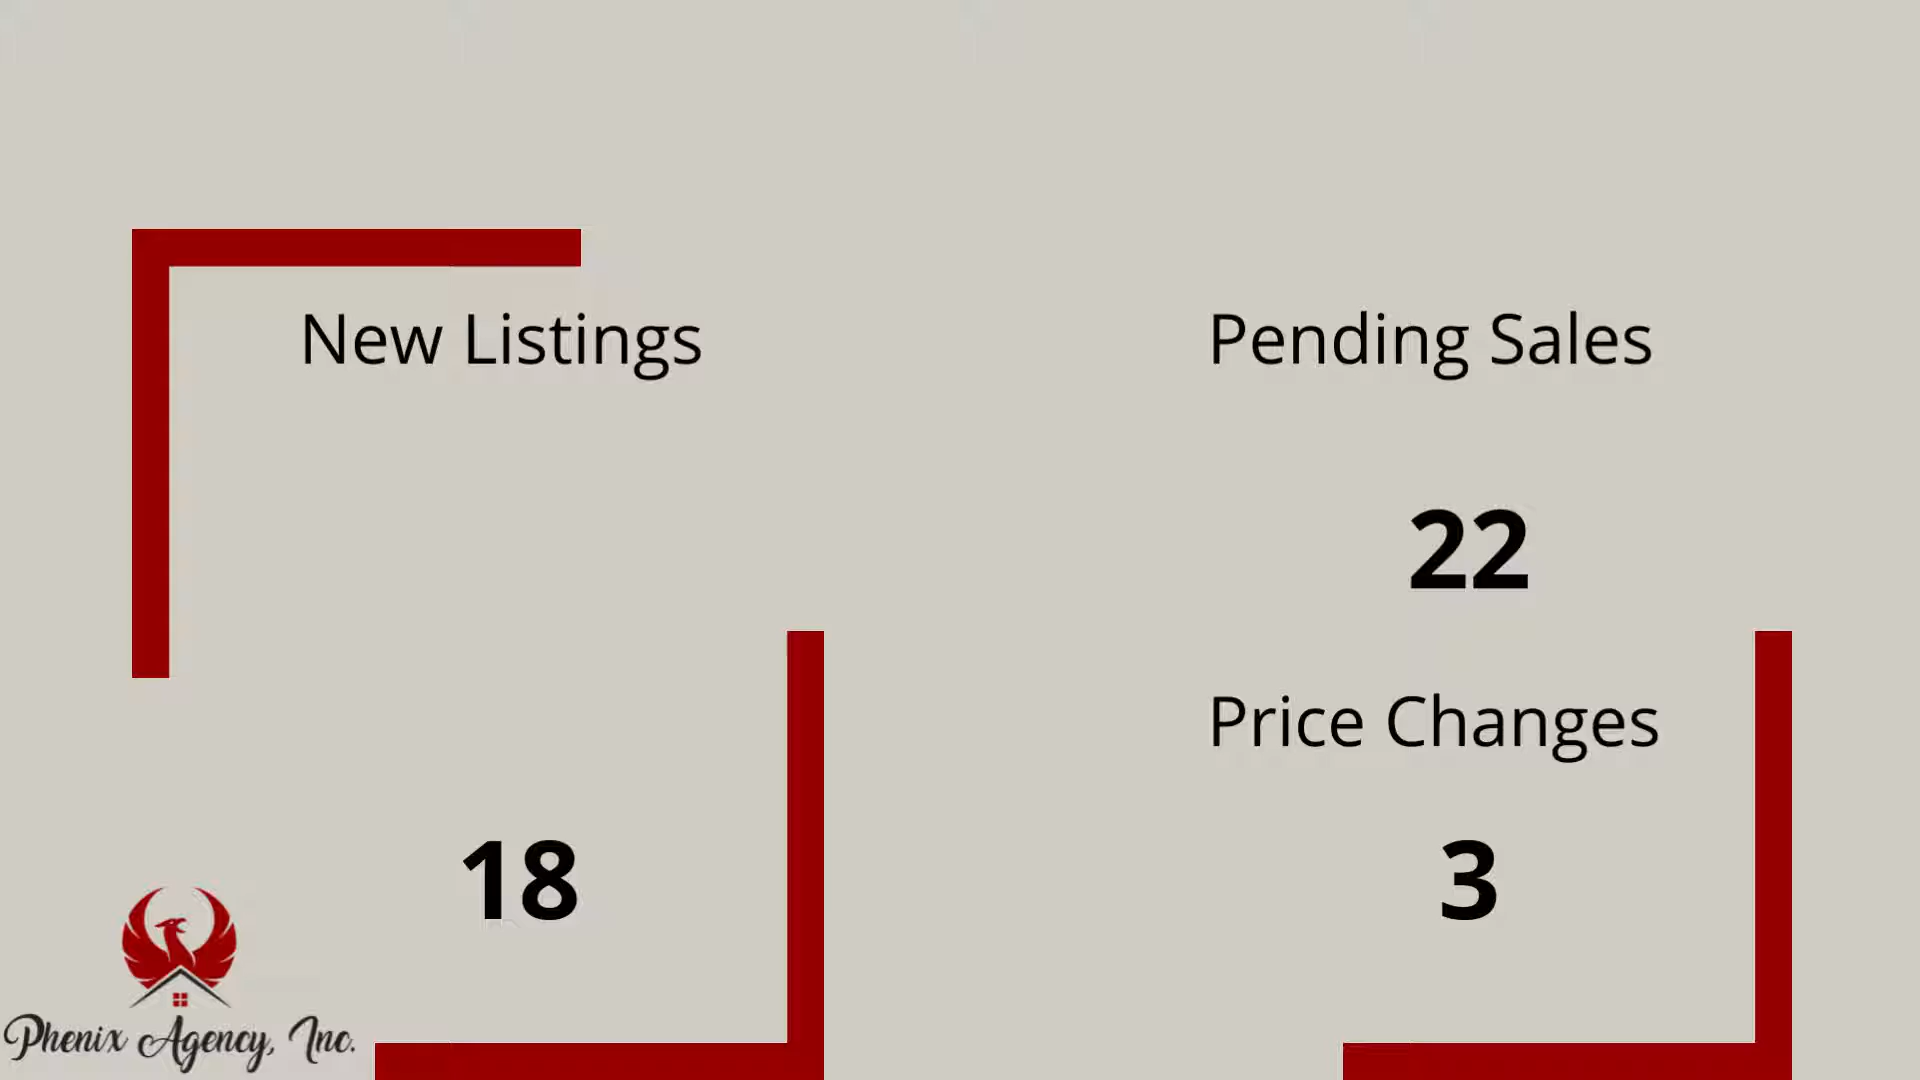 New Listings
18
Pending Sales
22
Price Changes
3
Phenix Agency, Inc.